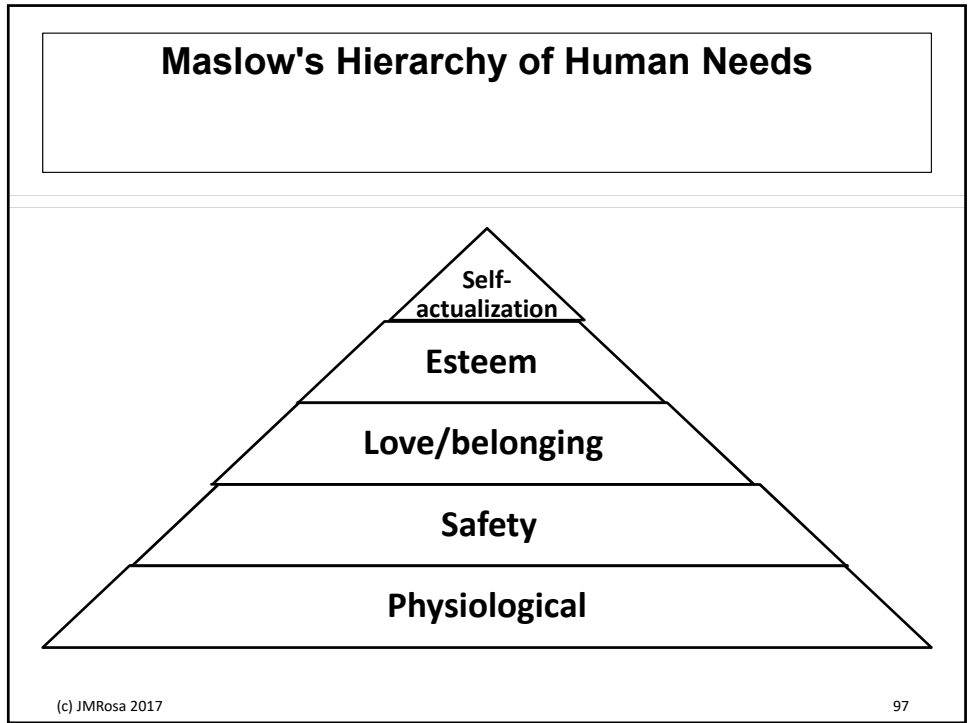 Maslow's Hierarchy of Human Needs
Self-
actualization
Esteem
Love/belonging
Safety
Physiological
(c) JMRosa 2017
97